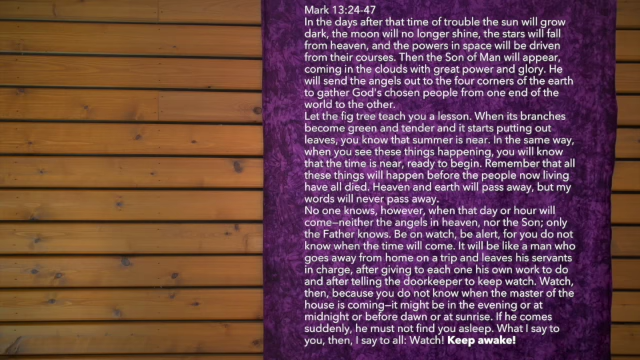 Mark 13:24-47
In the days after that time of trouble the sun will grow
dark, the moon will no longer shine, the stars will fall
from heaven, and the powers in space will be driven
from their courses. Then the Son of Man will appear,
coming in the clouds with great power and glory. He
will send the angels out to the four corners of the earth
to gather God's chosen people from one end of the
world to the other.
Let the fig tree teach you a lesson. When its branches
become green and tender and it starts putting out
leaves, you know that summer is near. In the same way,
when you see these things happening, you will know
that the time is near, ready to begin. Remember that all
these things will happen before the people now living
have all died. Heaven and earth will pass away, but my
words will never pass away.
No one knows, however, when that day or hour will
come—neither the angels in heaven, nor the Son; only
the Father knows. Be on watch, be alert, for you do not
know when the time will come. It will be like a man who
goes away from home on a trip and leaves his servants
in charge, after giving to each one his own work to do
and after telling the doorkeeper to keep watch. Watch,
then, because you do not know when the master of the
house is coming—it might be in the evening or at
midnight or before dawn or at sunrise. If he comes
suddenly, he must not find you asleep. What I say to
you, then, I say to all: Watch! Keep awake!